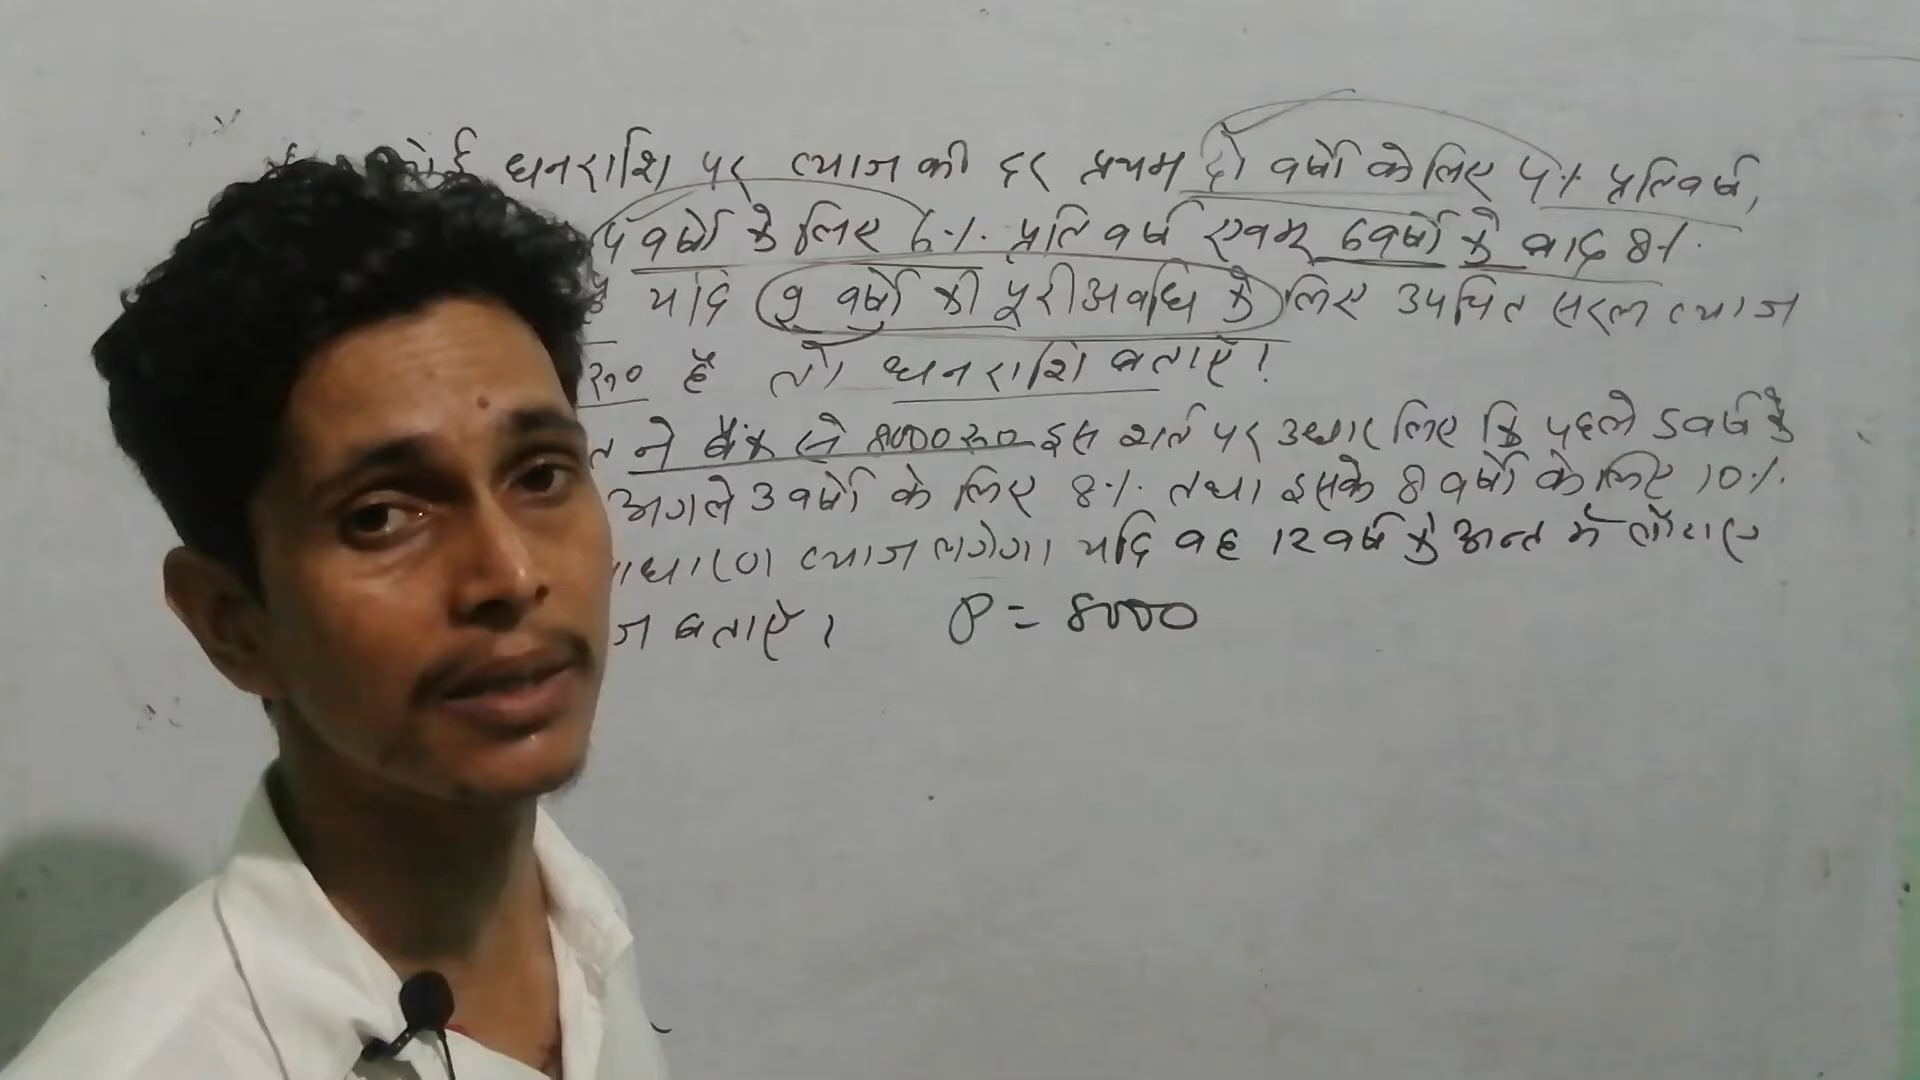 कोई धनराशि पर ब्याज की दर प्रथम दो वर्षों के लिए 4% प्रतिवर्ष,
4 वर्षों के लिए 6% प्रति वर्ष एवम् 6 वर्षों के बाद 8%.
है यदि 9 वर्षों की पूरी अवधि के लिए उपचित सरल ब्याज
है तो धनराशि बताएं।
ने बैंक से 8000 रू0 इस शर्त पर उधार लिए कि पहले 5 वर्ष के
अगले 3 वर्षों के लिए 8% तथा इसके 8 वर्षों के लिए 10%.
ाधारण ब्याज लगेगा यदि वह 12 वर्ष के अन्त में लौटाए
ज बताएं। P = 8000